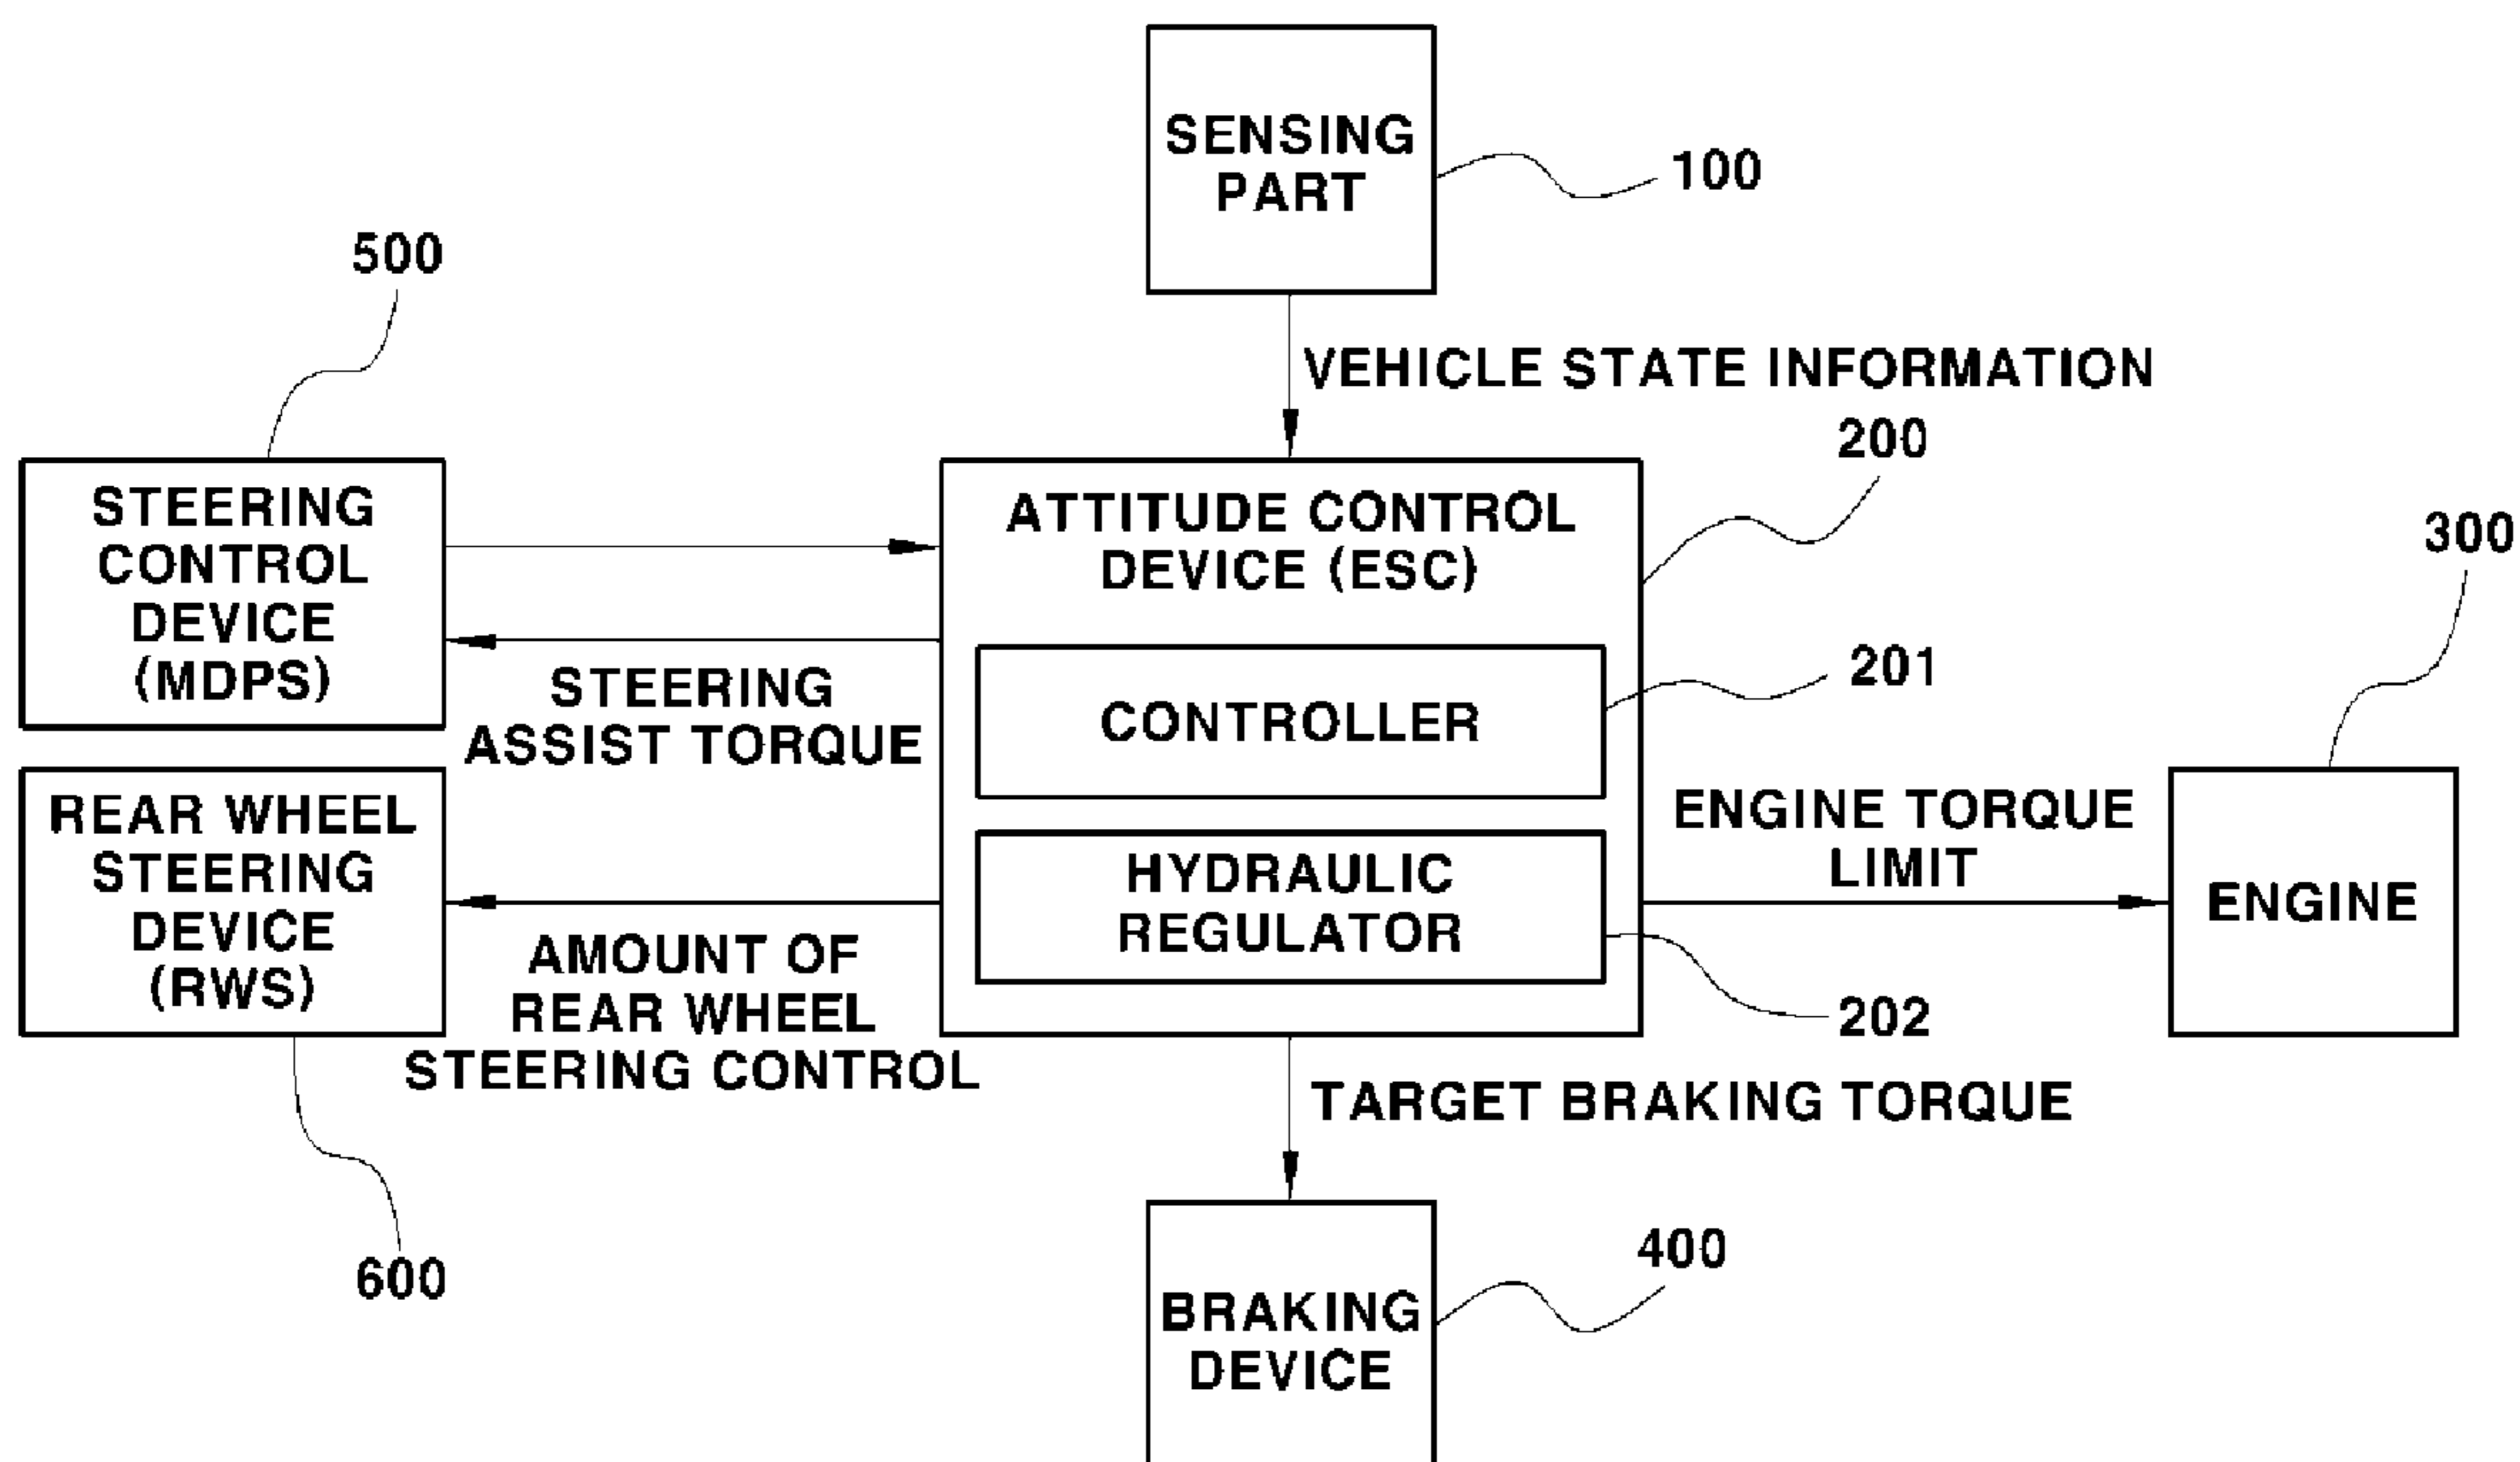 SENSING
PART
100
500
VEHICLE STATE INFORMATION
200
STEERING
CONTROL
DEVICE
(MDPS)
ATTITUDE CONTROL
DEVICE (ESC)
300
STEERING
ASSIST TORQUE
CONTROLLER
201
REAR WHEEL
STEERING
DEVICE
(RWS)
AMOUNT OF
REAR WHEEL
STEERING CONTROL
HYDRAULIC
REGULATOR
202
ENGINE TORQUE
LIMIT
ENGINE
TARGET BRAKING TORQUE
600
400
BRAKING
DEVICE